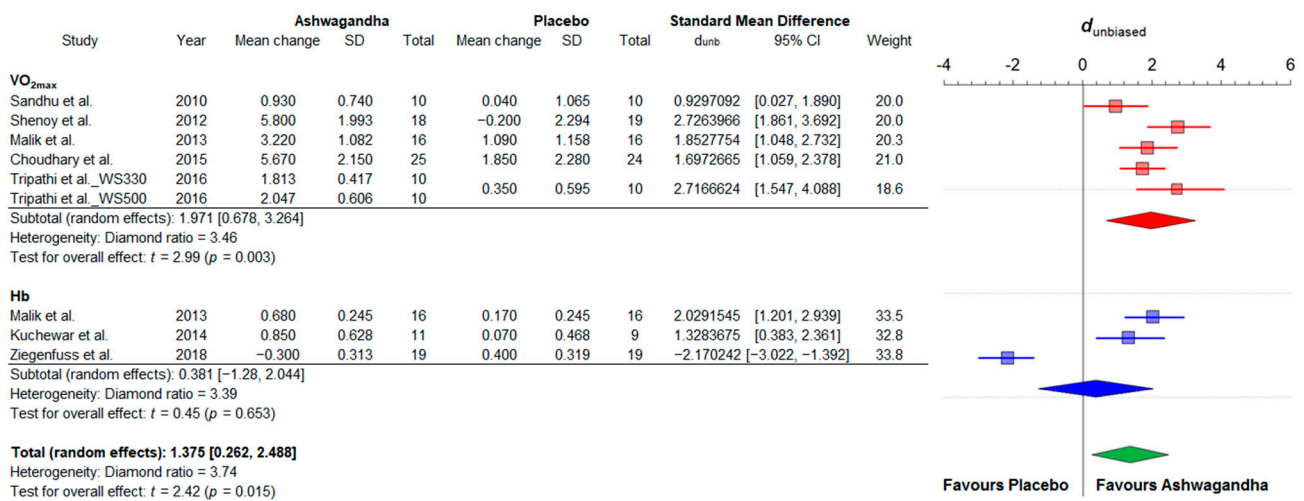 Ashwagandha Placebo Standard Mean Difference
Study Year Mean change SD Total Mean change SD Total dunb 95% CI Weight
dunbiased
-4 -2 0 2 4 6
VO2max
Sandhu et al. 2010 0.930 0.740 10 0.040 1.065 10 0.9297092 [0.027, 1.890] 20.0
Shenoy et al. 2012 5.800 1.993 18 −0.200 2.294 19 2.7263966 [1.861, 3.692] 20.0
Malik et al. 2013 3.220 1.082 16 1.090 1.158 16 1.8527754 [1.048, 2.732] 20.3
Choudhary et al. 2015 5.670 2.150 25 1.850 2.280 24 1.6972665 [1.059, 2.378] 21.0
Tripathi et al._WS330 2016 1.813 0.417 10
0.350 0.595 10 2.7166624 [1.547, 4.088] 18.6
Tripathi et al._WS500 2016 2.047 0.606 10
Subtotal (random effects): 1.971 [0.678, 3.264]
Heterogeneity: Diamond ratio = 3.46
Test for overall effect: t = 2.99 (p = 0.003)
Hb
Malik et al. 2013 0.680 0.245 16 0.170 0.245 16 2.0291545 [1.201, 2.939] 33.5
Kuchewar et al. 2014 0.850 0.628 11 0.070 0.468 9 1.3283675 [0.383, 2.361] 32.8
Ziegenfuss et al. 2018 −0.300 0.313 19 0.400 0.319 19 −2.170242 [−3.022, −1.392] 33.8
Subtotal (random effects): 0.381 [−1.28, 2.044]
Heterogeneity: Diamond ratio = 3.39
Test for overall effect: t = 0.45 (p = 0.653)
Total (random effects): 1.375 [0.262, 2.488]
Heterogeneity: Diamond ratio = 3.74
Test for overall effect: t = 2.42 (p = 0.015)
Favours Placebo Favours Ashwagandha